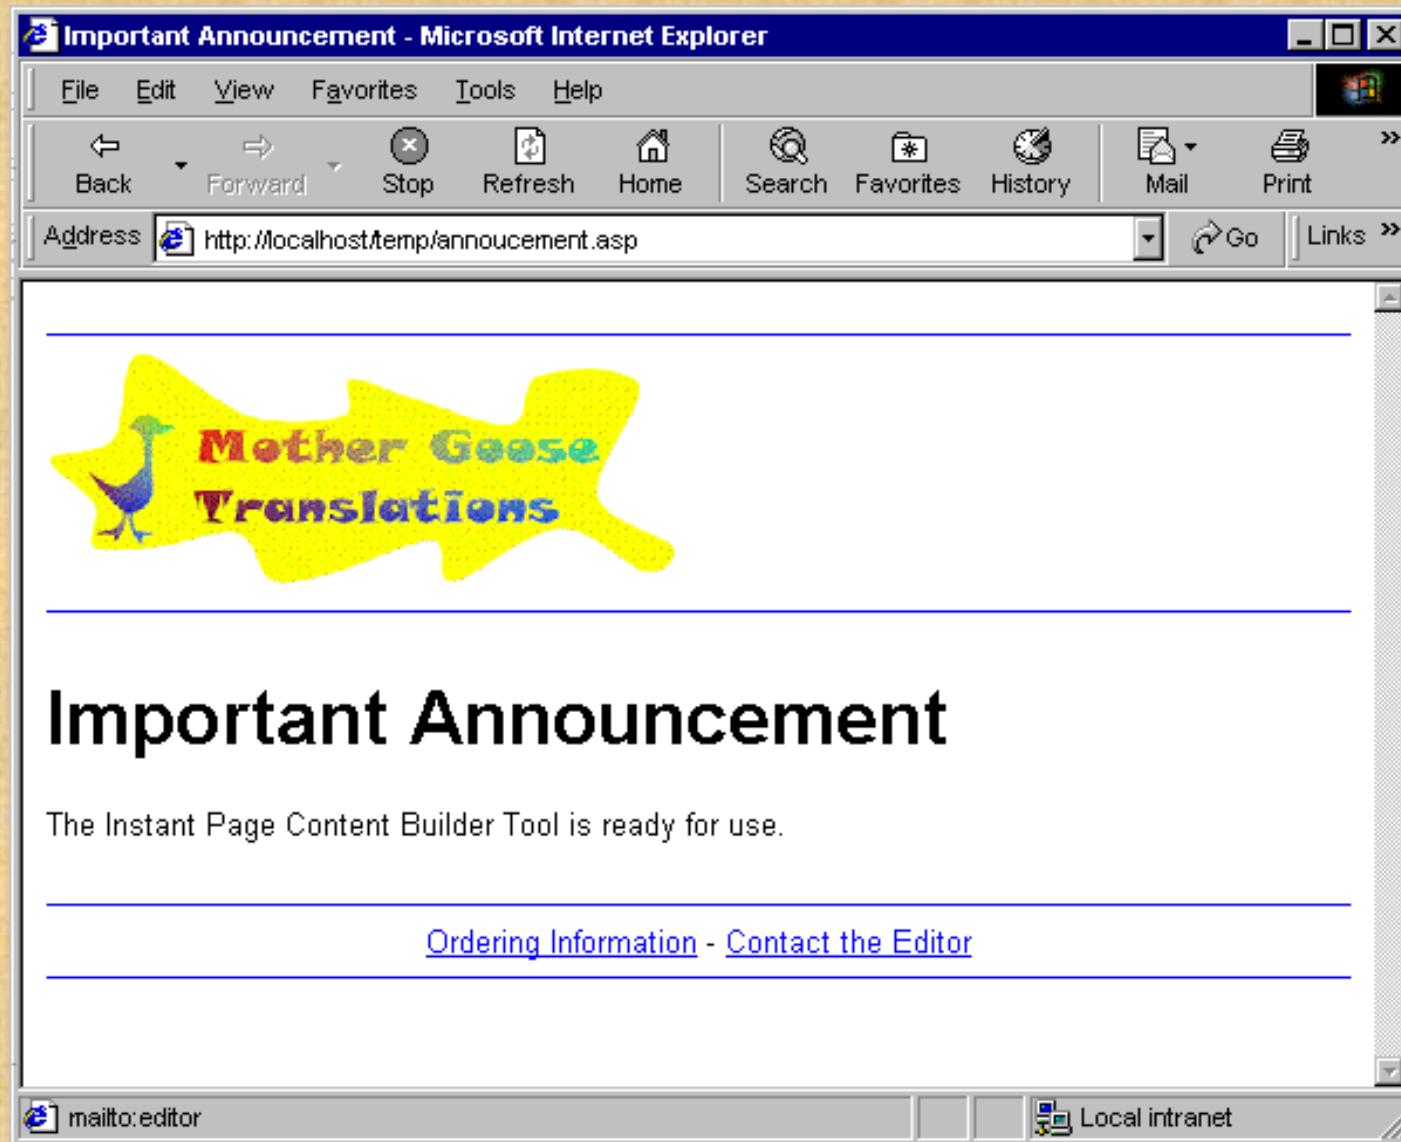 Important Announcement - Microsoft Internet Explorer
File Edit View Favorites Tools Help
Back Forward Stop Refresh Home Search Favorites History Mail Print »
Address http://localhost/temp/annoucement.asp Go Links »
Mother Goose
Translations
Important Announcement
The Instant Page Content Builder Tool is ready for use.
Ordering Information - Contact the Editor
mailto:editor Local intranet